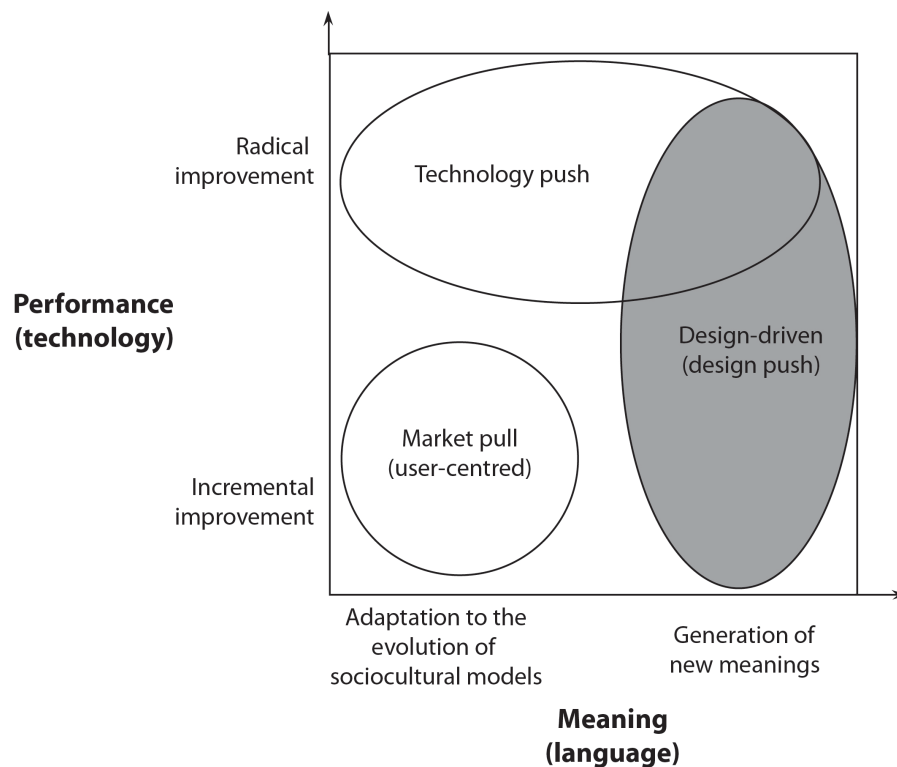 Radical
improvement
Technology push
Performance
(technology)
Design-driven
(design push)
Market pull
(user-centred)
Incremental
improvement
Adaptation to the
evolution of
sociocultural models
Generation of
new meanings
Meaning
(language)